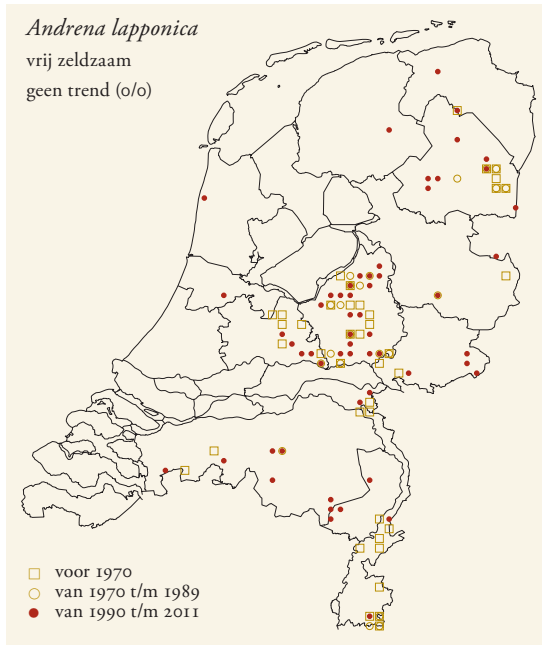 Andrena lapponica
vrij zeldzaam
geen trend (0/0)
voor 1970
van 1970 t/m 1989
van 1990 t/m 2011